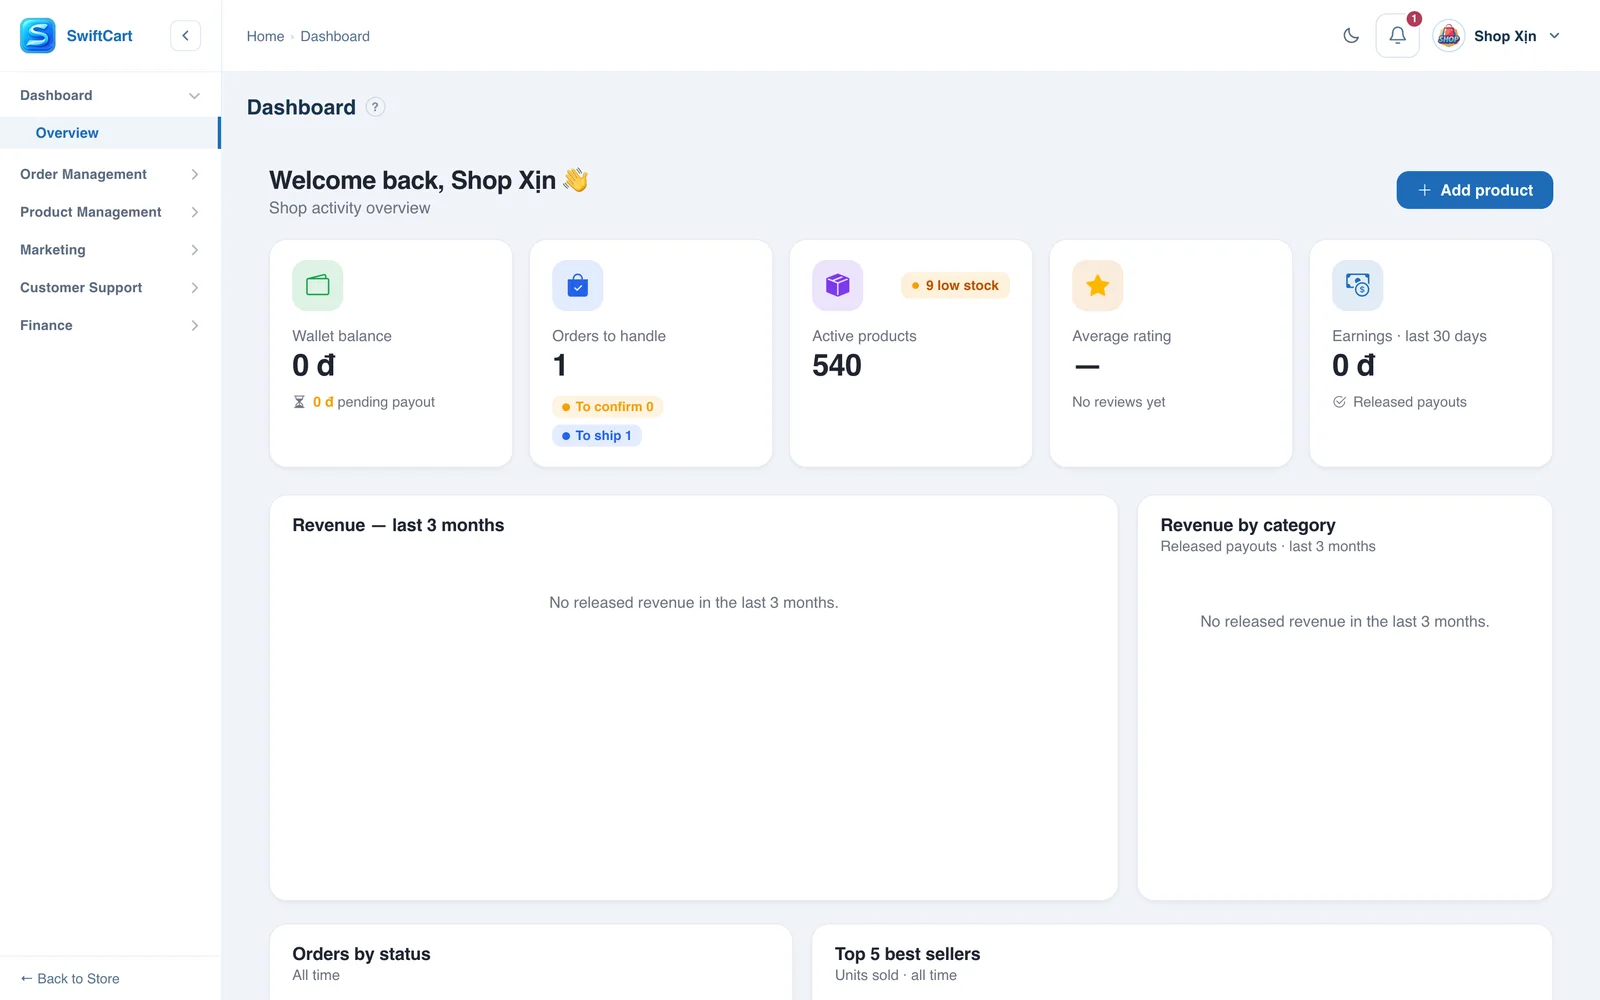 SwiftCart
Home › Dashboard
1
Shop Xịn
Dashboard
Overview
Order Management
Product Management
Marketing
Customer Support
Finance
← Back to Store
Dashboard ?
Welcome back, Shop Xịn 👋
Shop activity overview
+ Add product
Wallet balance
0 đ
0 đ pending payout
Orders to handle
1
To confirm 0
To ship 1
9 low stock
Active products
540
Average rating
—
No reviews yet
Earnings · last 30 days
0 đ
Released payouts
Revenue — last 3 months
No released revenue in the last 3 months.
Revenue by category
Released payouts · last 3 months
No released revenue in the last 3 months.
Orders by status
All time
Top 5 best sellers
Units sold · all time